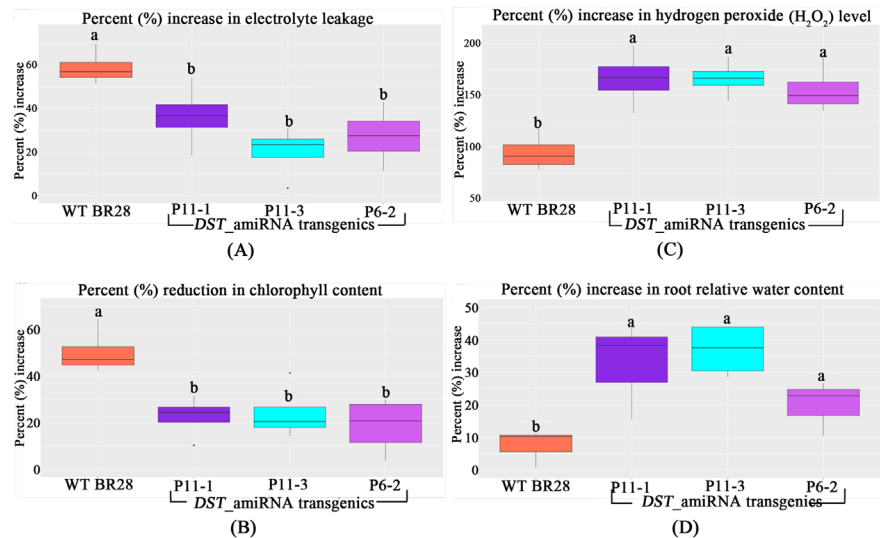 Percent (%) increase in electrolyte leakage
Percent (%) increase
60
40
20
0
a
b
b
b
WT BR28
P11-1
P11-3
P6-2
DST_amiRNA transgenics
(A)
Percent (%) reduction in chlorophyll content
Percent (%) increase
60
40
20
0
a
b
b
b
WT BR28
P11-1
P11-3
P6-2
DST_amiRNA transgenics
(B)
Percent (%) increase in hydrogen peroxide (H₂O₂) level
Percent (%) increase
200
150
100
50
b
a
a
a
WT BR28
P11-1
P11-3
P6-2
DST_amiRNA transgenics
(C)
Percent (%) increase in root relative water content
Percent (%) increase
50
40
30
20
10
0
b
a
a
a
WT BR28
P11-1
P11-3
P6-2
DST_amiRNA transgenics
(D)